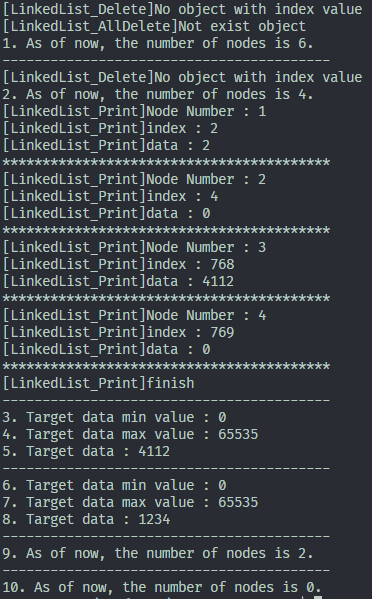 [LinkedList_Delete]No object with index value
[LinkedList_AllDelete]Not exist object
1. As of now, the number of nodes is 6.
-----------------------------------------
[LinkedList_Delete]No object with index value
2. As of now, the number of nodes is 4.
[LinkedList_Print]Node Number : 1
[LinkedList_Print]index : 2
[LinkedList_Print]data : 2
*****************************************
[LinkedList_Print]Node Number : 2
[LinkedList_Print]index : 4
[LinkedList_Print]data : 0
*****************************************
[LinkedList_Print]Node Number : 3
[LinkedList_Print]index : 768
[LinkedList_Print]data : 4112
*****************************************
[LinkedList_Print]Node Number : 4
[LinkedList_Print]index : 769
[LinkedList_Print]data : 0
*****************************************
[LinkedList_Print]finish
-----------------------------------------
3. Target data min value : 0
4. Target data max value : 65535
5. Target data : 4112
-----------------------------------------
6. Target data min value : 0
7. Target data max value : 65535
8. Target data : 1234
-----------------------------------------
9. As of now, the number of nodes is 2.
-----------------------------------------
10. As of now, the number of nodes is 0.